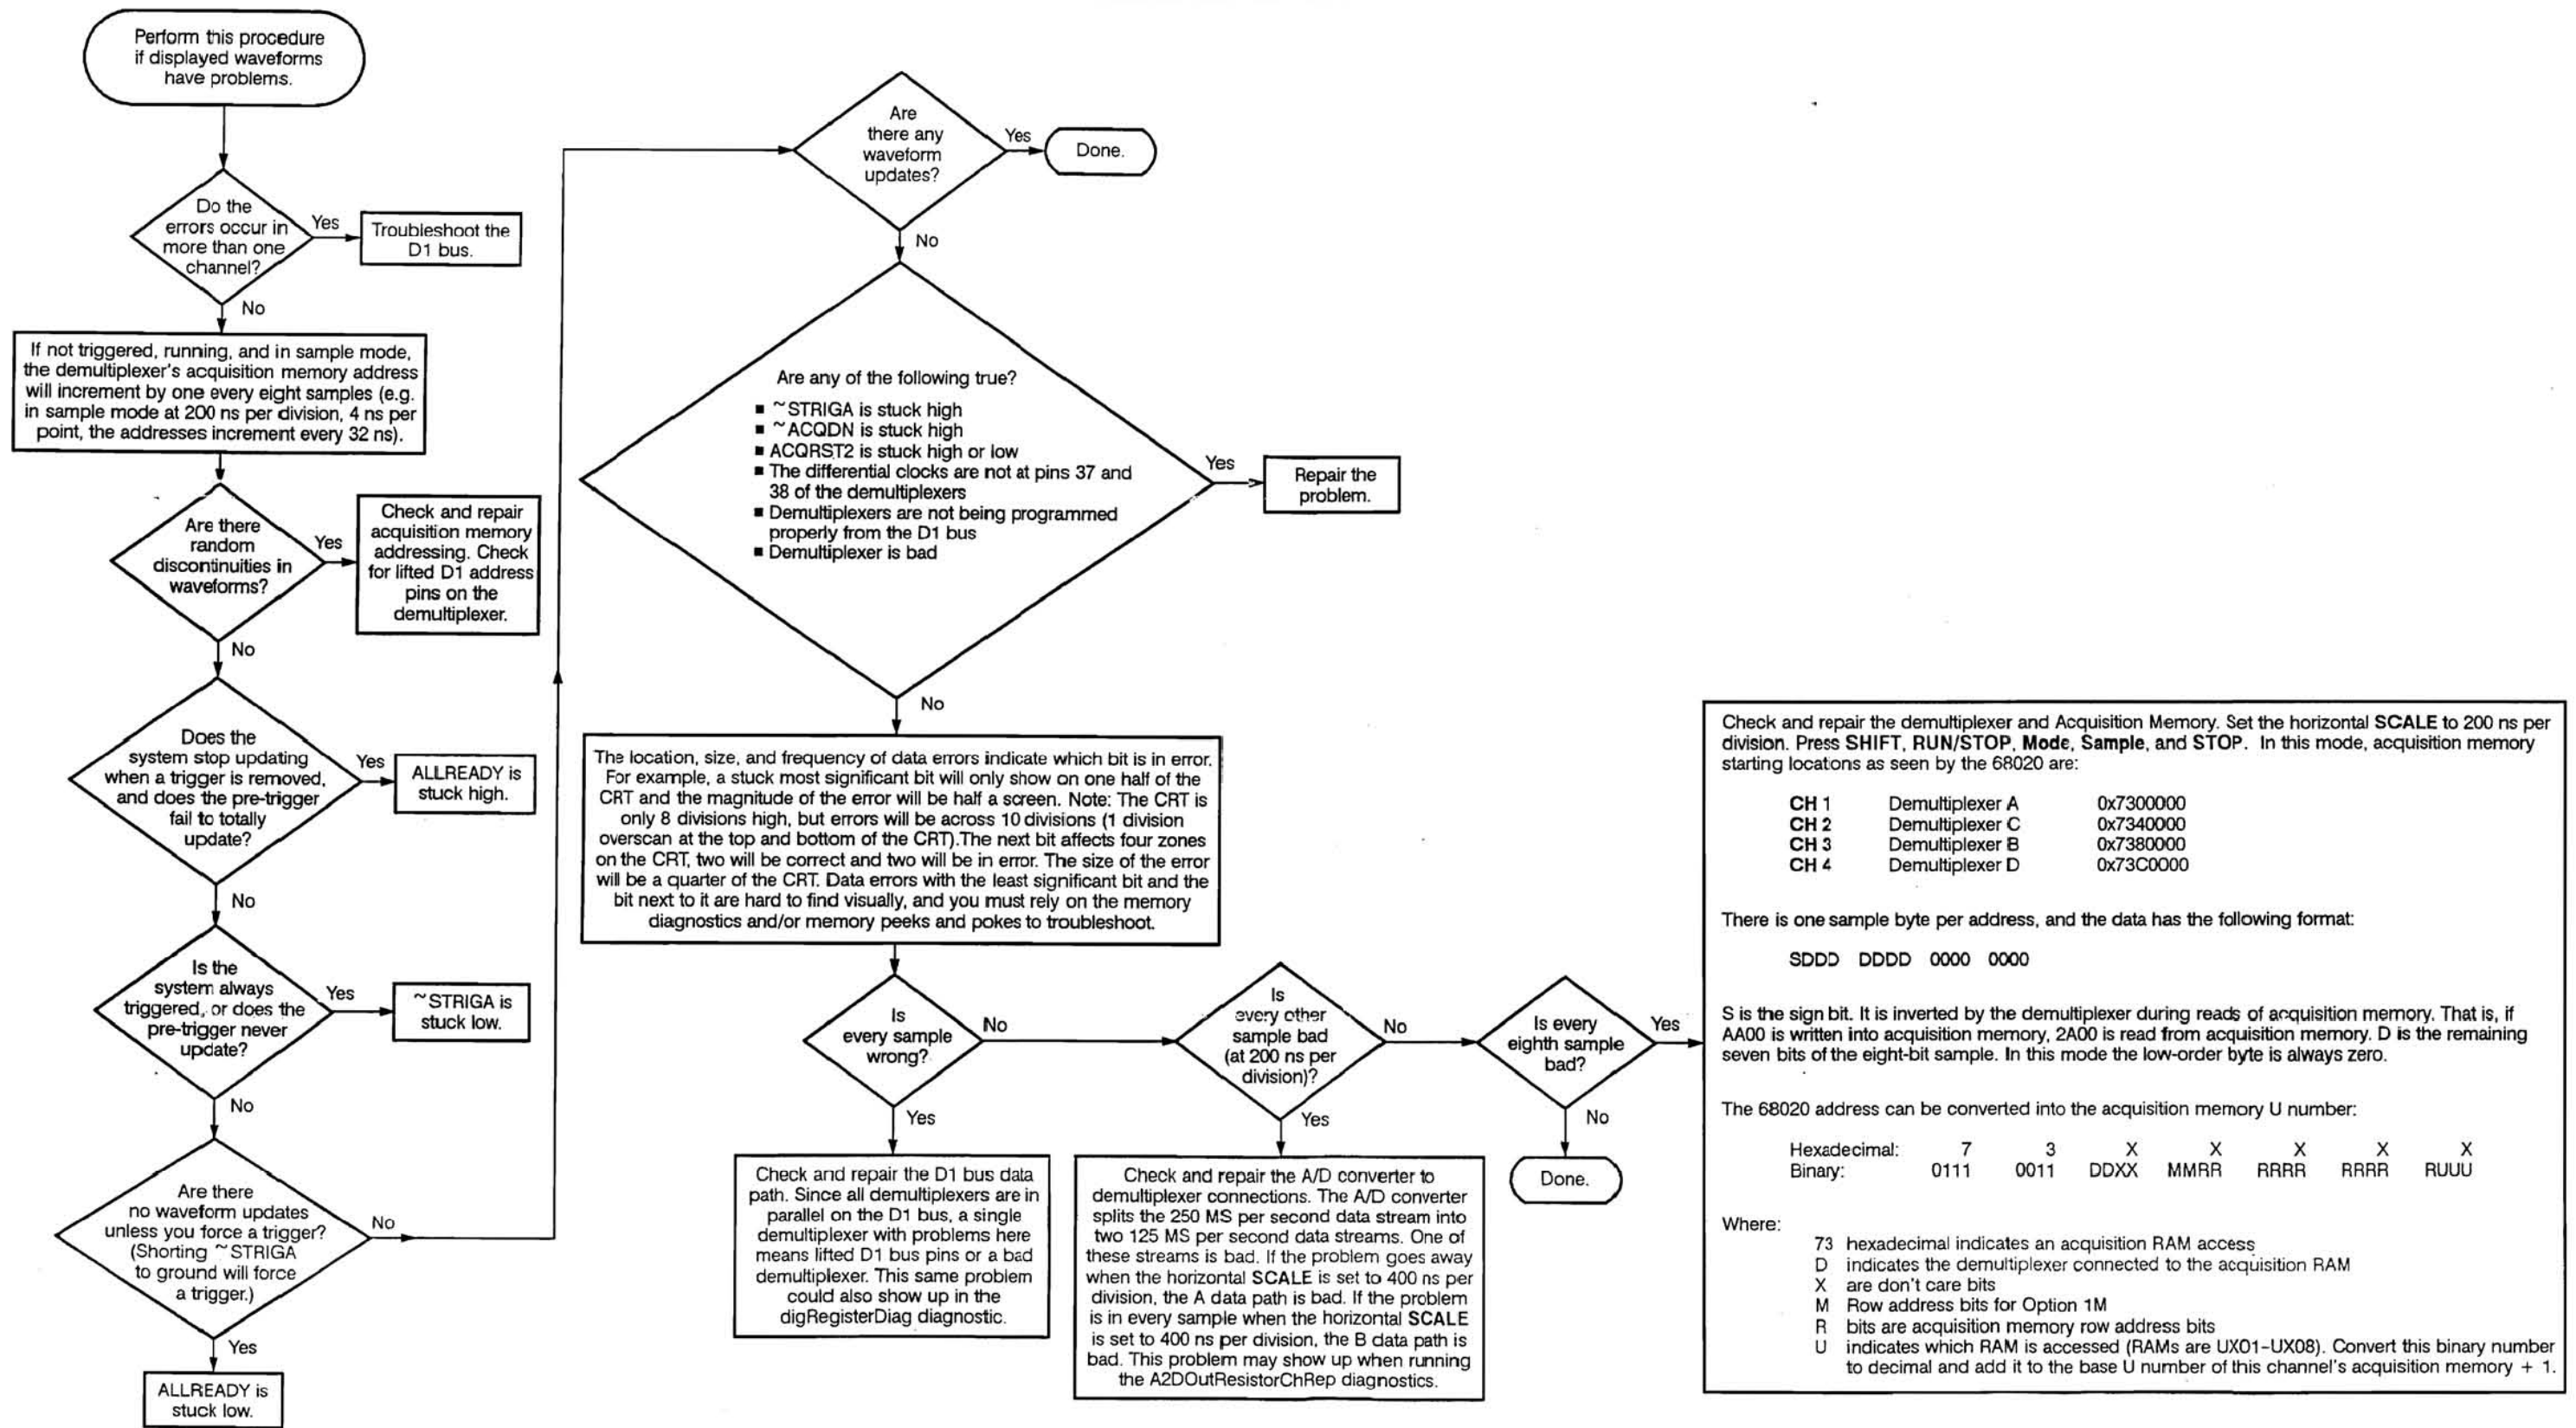 Perform this procedure
if displayed waveforms
have problems.
Do the
errors occur in
more than one
channel?
Yes
Troubleshoot the
D1 bus.
No
If not triggered, running, and in sample mode,
the demultiplexer's acquisition memory address
will increment by one every eight samples (e.g.
in sample mode at 200 ns per division, 4 ns per
point, the addresses increment every 32 ns).
Are there
random
discontinuities in
waveforms?
Yes
Check and repair
acquisition memory
addressing. Check
for lifted D1 address
pins on the
demultiplexer.
No
Does the
system stop updating
when a trigger is removed,
and does the pre-trigger
fail to totally
update?
Yes
ALLREADY is
stuck high.
No
Is the
system always
triggered, or does the
pre-trigger never
update?
Yes
~STRIGA is
stuck low.
No
Are there
no waveform updates
unless you force a trigger?
(Shorting ~STRIGA
to ground will force
a trigger.)
No
Yes
ALLREADY is
stuck low.
Are
there any
waveform
updates?
Yes
Done.
No
Are any of the following true?
■ ~STRIGA is stuck high
■ ~ACQDN is stuck high
■ ACQRST2 is stuck high or low
■ The differential clocks are not at pins 37 and
38 of the demultiplexers
■ Demultiplexers are not being programmed
properly from the D1 bus
■ Demultiplexer is bad
Yes
Repair the
problem.
No
The location, size, and frequency of data errors indicate which bit is in error.
For example, a stuck most significant bit will only show on one half of the
CRT and the magnitude of the error will be half a screen. Note: The CRT is
only 8 divisions high, but errors will be across 10 divisions (1 division
overscan at the top and bottom of the CRT).The next bit affects four zones
on the CRT, two will be correct and two will be in error. The size of the error
will be a quarter of the CRT. Data errors with the least significant bit and the
bit next to it are hard to find visually, and you must rely on the memory
diagnostics and/or memory peeks and pokes to troubleshoot.
Is
every sample
wrong?
No
Yes
Check and repair the D1 bus data
path. Since all demultiplexers are in
parallel on the D1 bus, a single
demultiplexer with problems here
means lifted D1 bus pins or a bad
demultiplexer. This same problem
could also show up in the
digRegisterDiag diagnostic.
Is
every other
sample bad
(at 200 ns per
division)?
No
Yes
Check and repair the A/D converter to
demultiplexer connections. The A/D converter
splits the 250 MS per second data stream into
two 125 MS per second data streams. One of
these streams is bad. If the problem goes away
when the horizontal SCALE is set to 400 ns per
division, the A data path is bad. If the problem
is in every sample when the horizontal SCALE
is set to 400 ns per division, the B data path is
bad. This problem may show up when running
the A2DOutResistorChRep diagnostics.
Is every
eighth sample
bad?
Yes
No
Done.
Check and repair the demultiplexer and Acquisition Memory. Set the horizontal SCALE to 200 ns per
division. Press SHIFT, RUN/STOP, Mode, Sample, and STOP. In this mode, acquisition memory
starting locations as seen by the 68020 are:
CH 1 Demultiplexer A 0x7300000
CH 2 Demultiplexer C 0x7340000
CH 3 Demultiplexer B 0x7380000
CH 4 Demultiplexer D 0x73C0000
There is one sample byte per address, and the data has the following format:
SDDD DDDD 0000 0000
S is the sign bit. It is inverted by the demultiplexer during reads of acquisition memory. That is, if
AA00 is written into acquisition memory, 2A00 is read from acquisition memory. D is the remaining
seven bits of the eight-bit sample. In this mode the low-order byte is always zero.
The 68020 address can be converted into the acquisition memory U number:
Hexadecimal: 7 3 X X X X X
Binary: 0111 0011 DDXX MMRR RRRR RRRR RUUU
Where:
73 hexadecimal indicates an acquisition RAM access
D indicates the demultiplexer connected to the acquisition RAM
X are don't care bits
M Row address bits for Option 1M
R bits are acquisition memory row address bits
U indicates which RAM is accessed (RAMs are UX01-UX08). Convert this binary number
to decimal and add it to the base U number of this channel's acquisition memory + 1.